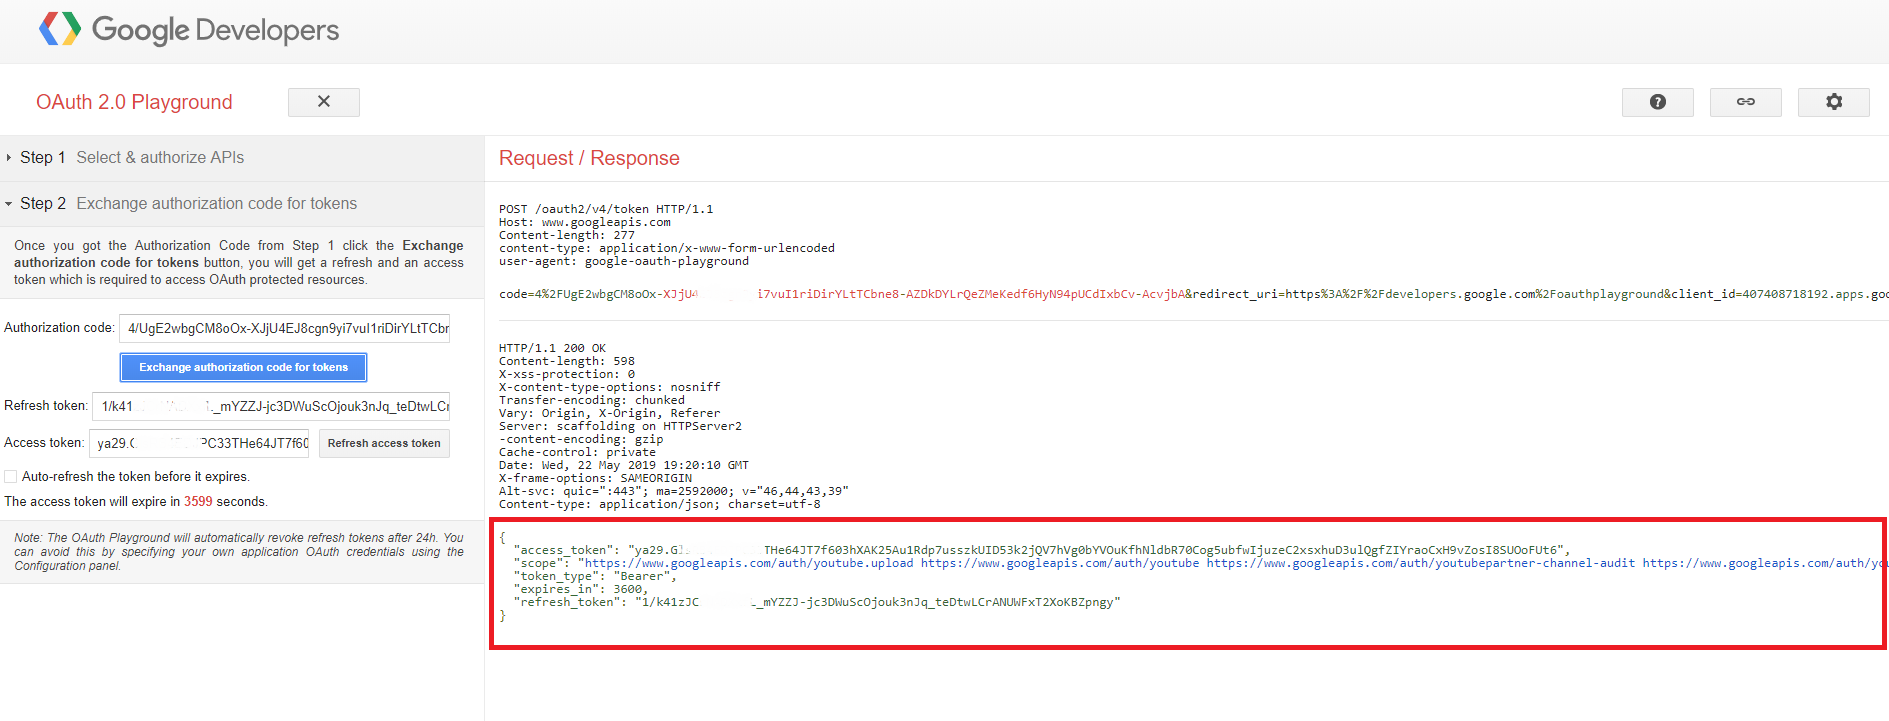 Google Developers
OAuth 2.0 Playground
Step 1 Select & authorize APIs
Step 2 Exchange authorization code for tokens
Once you got the Authorization Code from Step 1 click the Exchange
authorization code for tokens button, you will get a refresh and an access
token which is required to access OAuth protected resources.
Authorization code: 4/UgE2wbgCM8oOx-XJjU4EJ8cgn9yi7vuI1riDirYLtTCbr
Exchange authorization code for tokens
Refresh token: 1/k41 _mYZZJ-jc3DWuScOjouk3nJq_teDtwLCr
Access token: ya29. PC33THe64JT7f60 Refresh access token
Auto-refresh the token before it expires.
The access token will expire in 3599 seconds.
Note: The OAuth Playground will automatically revoke refresh tokens after 24h. You
can avoid this by specifying your own application OAuth credentials using the
Configuration panel.
Request / Response
POST /oauth2/v4/token HTTP/1.1
Host: www.googleapis.com
Content-length: 277
content-type: application/x-www-form-urlencoded
user-agent: google-oauth-playground
code=4%2FUgE2wbgCM8oOx-XJjU4 i7vuI1riDirYLtTCbne8-AZDkDYLrQeZMeKedf6HyN94pUCdIxbCv-AcvjbA&redirect_uri=https%3A%2F%2Fdevelopers.google.com%2Foauthplayground&client_id=407408718192.apps.goo
HTTP/1.1 200 OK
Content-length: 598
X-xss-protection: 0
X-content-type-options: nosniff
Transfer-encoding: chunked
Vary: Origin, X-Origin, Referer
Server: scaffolding on HTTPServer2
-content-encoding: gzip
Cache-control: private
Date: Wed, 22 May 2019 19:20:10 GMT
X-frame-options: SAMEORIGIN
Alt-svc: quic=":443"; ma=2592000; v="46,44,43,39"
Content-type: application/json; charset=utf-8
{
"access_token": "ya29.Gl THe64JT7f603hXAK25Au1Rdp7usszkUID53k2jQV7hVg0bYVOuKfhNldbR70Cog5ubfwIjuzeC2xsxhuD3ulQgfZIYraoCxH9vZosI8SUOoFUt6",
"scope": "https://www.googleapis.com/auth/youtube.upload https://www.googleapis.com/auth/youtube https://www.googleapis.com/auth/youtubepartner-channel-audit https://www.googleapis.com/auth/you
"token_type": "Bearer",
"expires_in": 3600,
"refresh_token": "1/k41zJC _mYZZJ-jc3DWuScOjouk3nJq_teDtwLCrANUWFxT2XoKBZpngy"
}